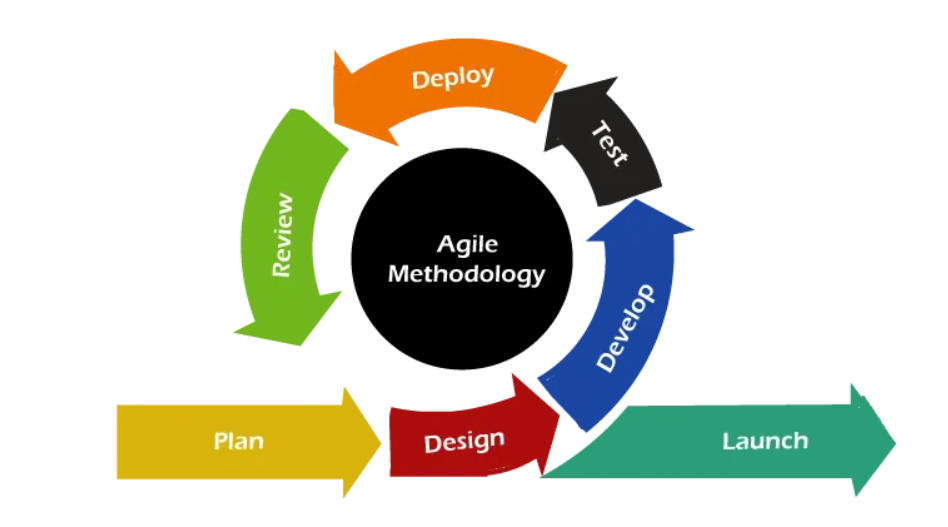 Deploy
Test
Review
Agile
Methodology
Develop
Plan
Design
Launch